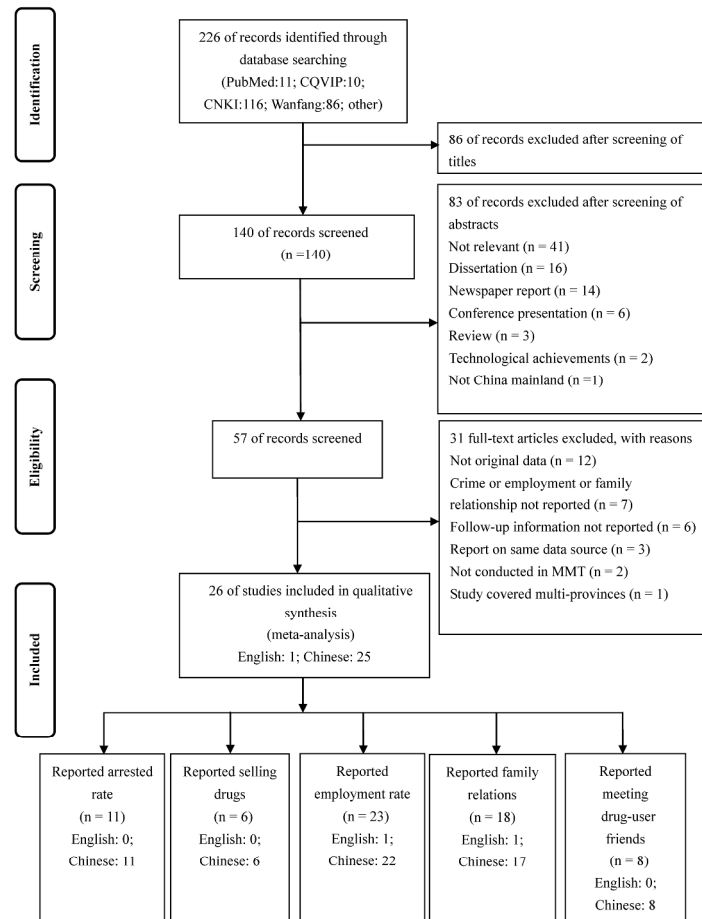 Identification
226 of records identified through
database searching
(PubMed:11; CQVIP:10;
CNKI:116; Wanfang:86; other)
86 of records excluded after screening of
titles
Screening
140 of records screened
(n =140)
83 of records excluded after screening of
abstracts
Not relevant (n = 41)
Dissertation (n = 16)
Newspaper report (n = 14)
Conference presentation (n = 6)
Review (n = 3)
Technological achievements (n = 2)
Not China mainland (n =1)
Eligibility
57 of records screened
31 full-text articles excluded, with reasons
Not original data (n = 12)
Crime or employment or family
relationship not reported (n = 7)
Follow-up information not reported (n = 6)
Report on same data source (n = 3)
Not conducted in MMT (n = 2)
Study covered multi-provinces (n = 1)
Included
26 of studies included in qualitative
synthesis
(meta-analysis)
English: 1; Chinese: 25
Reported arrested
rate
(n = 11)
English: 0;
Chinese: 11
Reported selling
drugs
(n = 6)
English: 0;
Chinese: 6
Reported
employment rate
(n = 23)
English: 1;
Chinese: 22
Reported family
relations
(n = 18)
English: 1;
Chinese: 17
Reported
meeting
drug-user
friends
(n = 8)
English: 0;
Chinese: 8